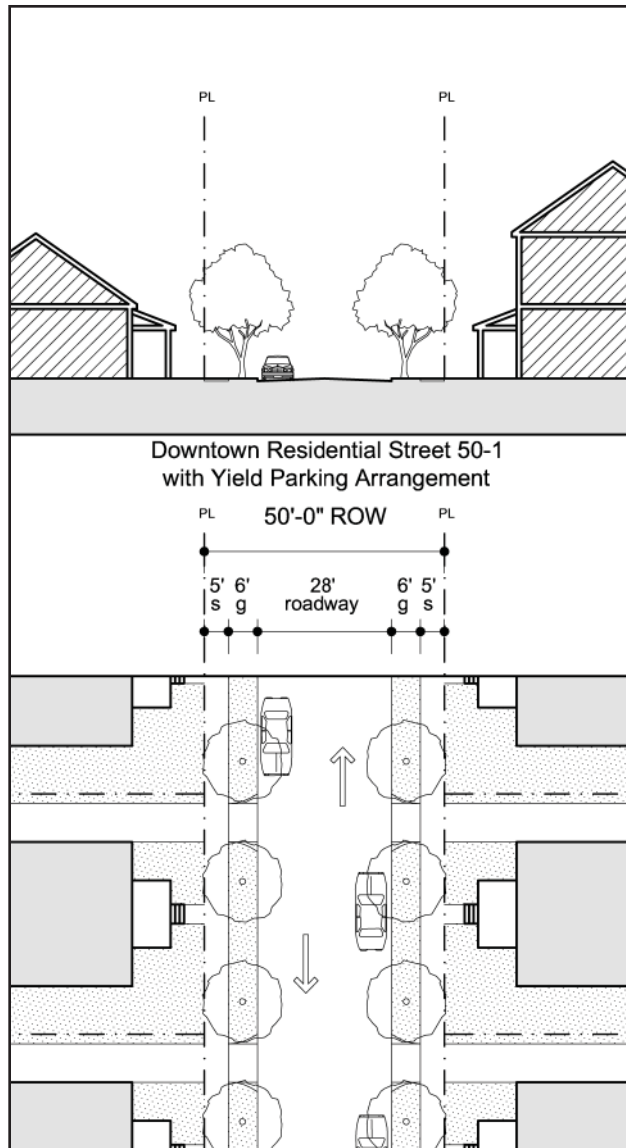 PL PL
Downtown Residential Street 50-1
with Yield Parking Arrangement
PL 50'-0" ROW PL
5' 6' 28' 6' 5'
s g roadway g s